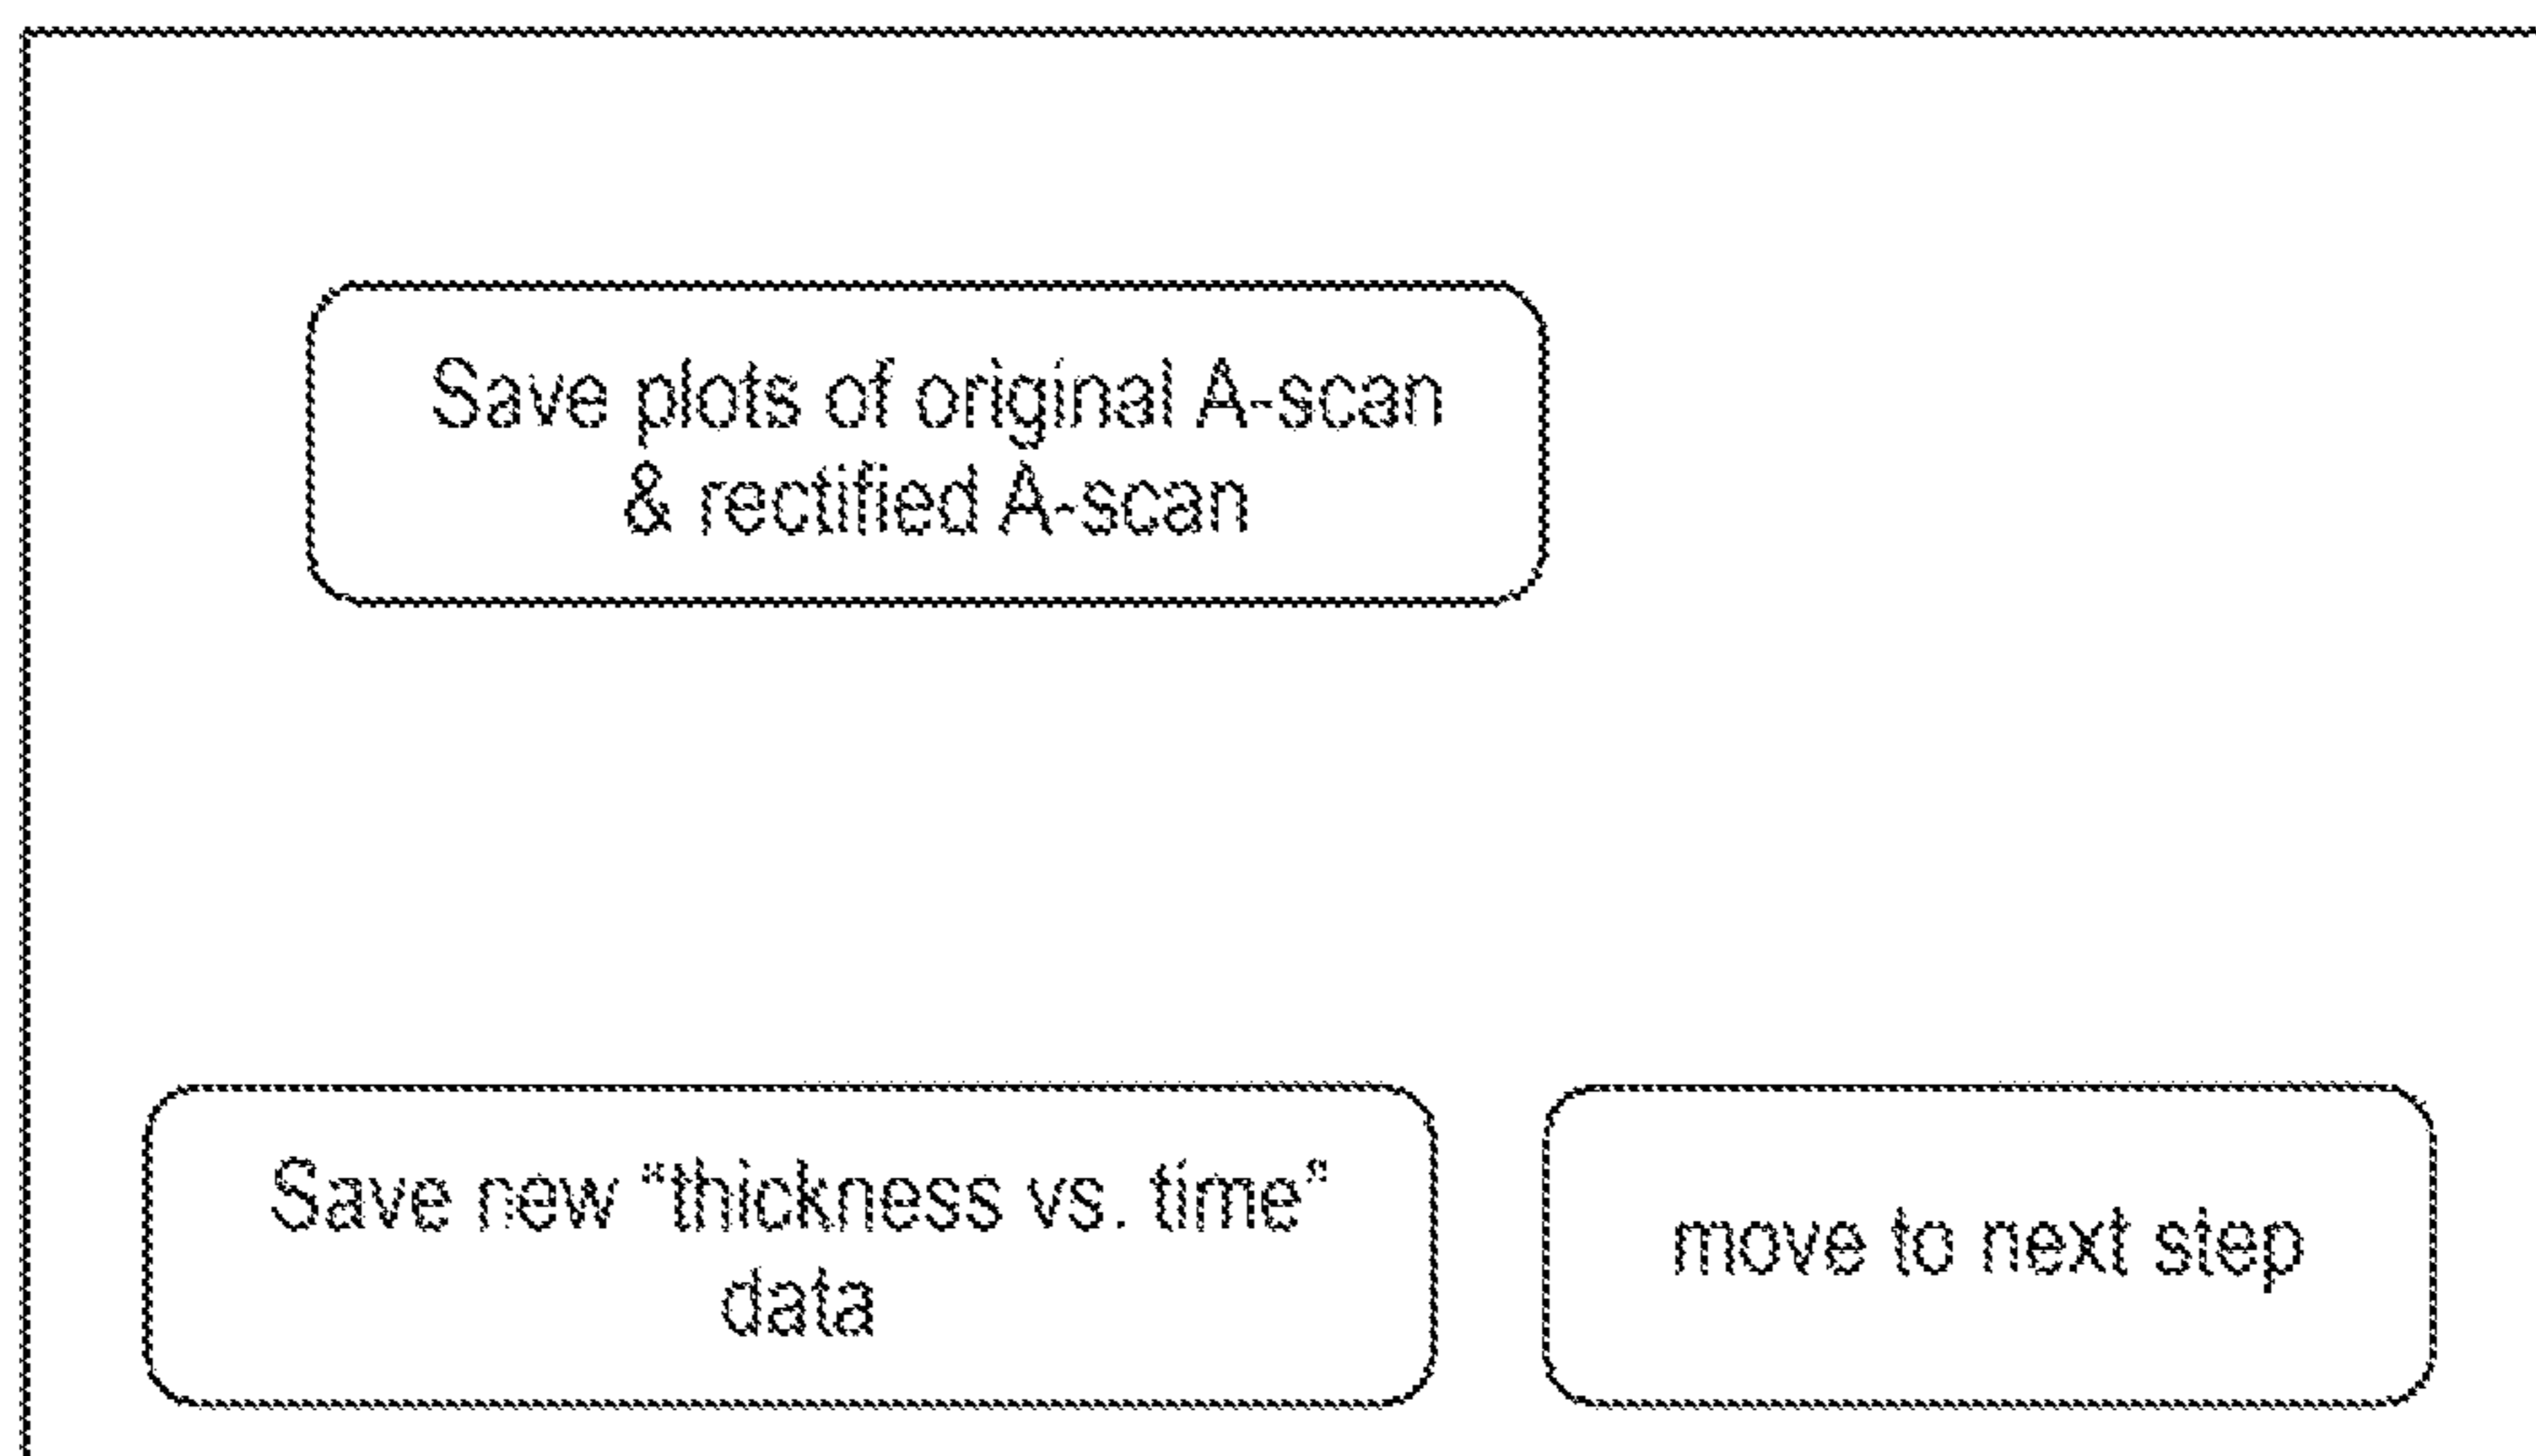 Save plots of original A-scan
& rectified A-scan
Save new “thickness vs. time”
data
move to next step